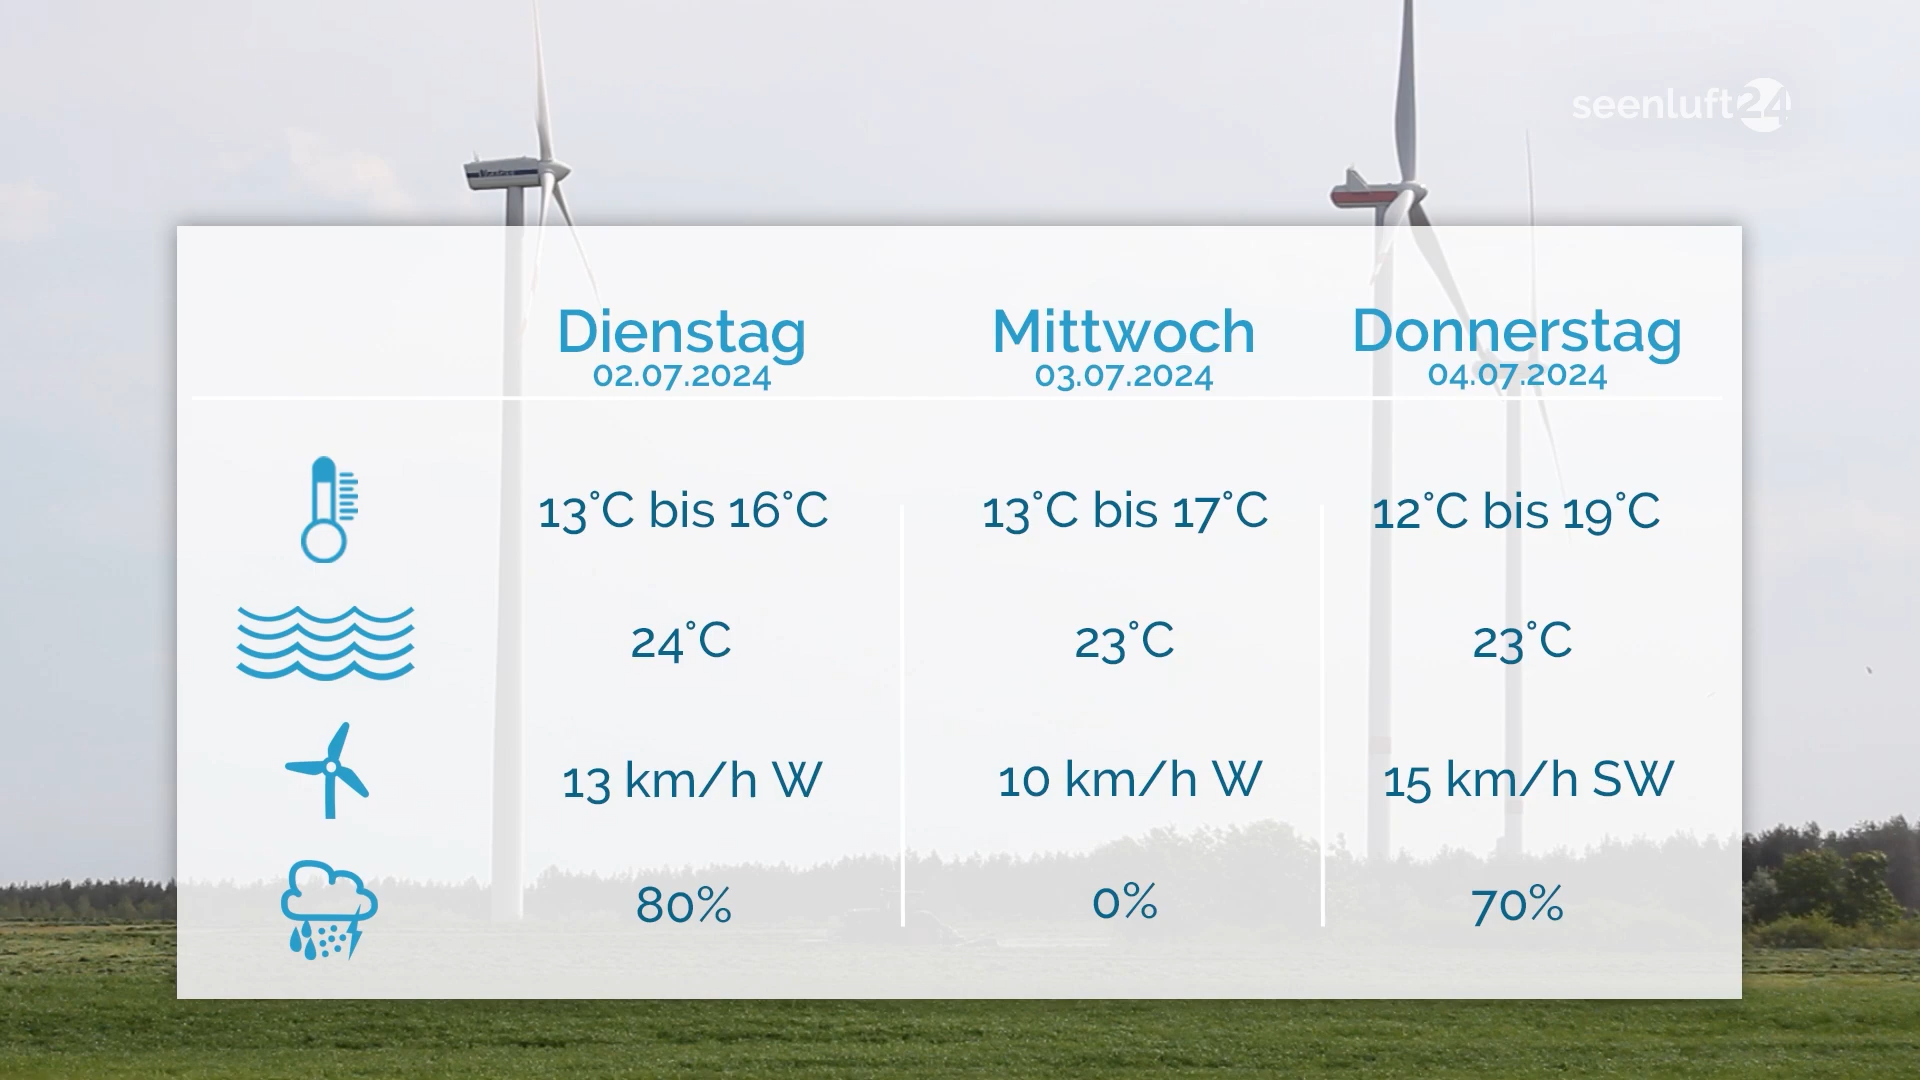 seenluft24
Dienstag Mittwoch Donnerstag
02.07.2024 03.07.2024 04.07.2024
13°C bis 16°C 13°C bis 17°C 12°C bis 19°C
24°C 23°C 23°C
13 km/h W 10 km/h W 15 km/h SW
80% 0% 70%